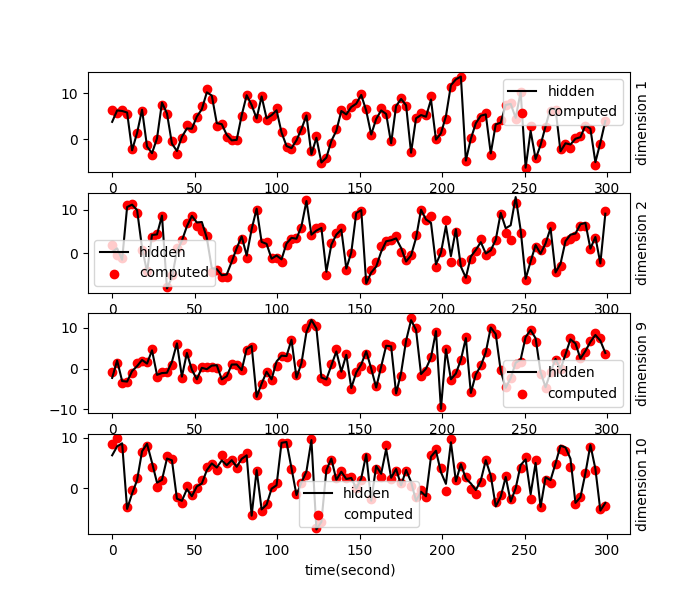 10
0
hidden
computed
dimension 1
0 50 100 150 200 250 300
10
0
hidden
computed
dimension 2
0 50 100 150 200 250 300
10
0
−10
hidden
computed
dimension 9
0 50 100 150 200 250 300
10
0
hidden
computed
dimension 10
0 50 100 150 200 250 300
time(second)